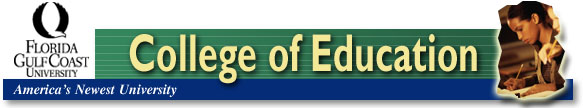 FLORIDA
GULF COAST
UNIVERSITY
College of Education
America's Newest University